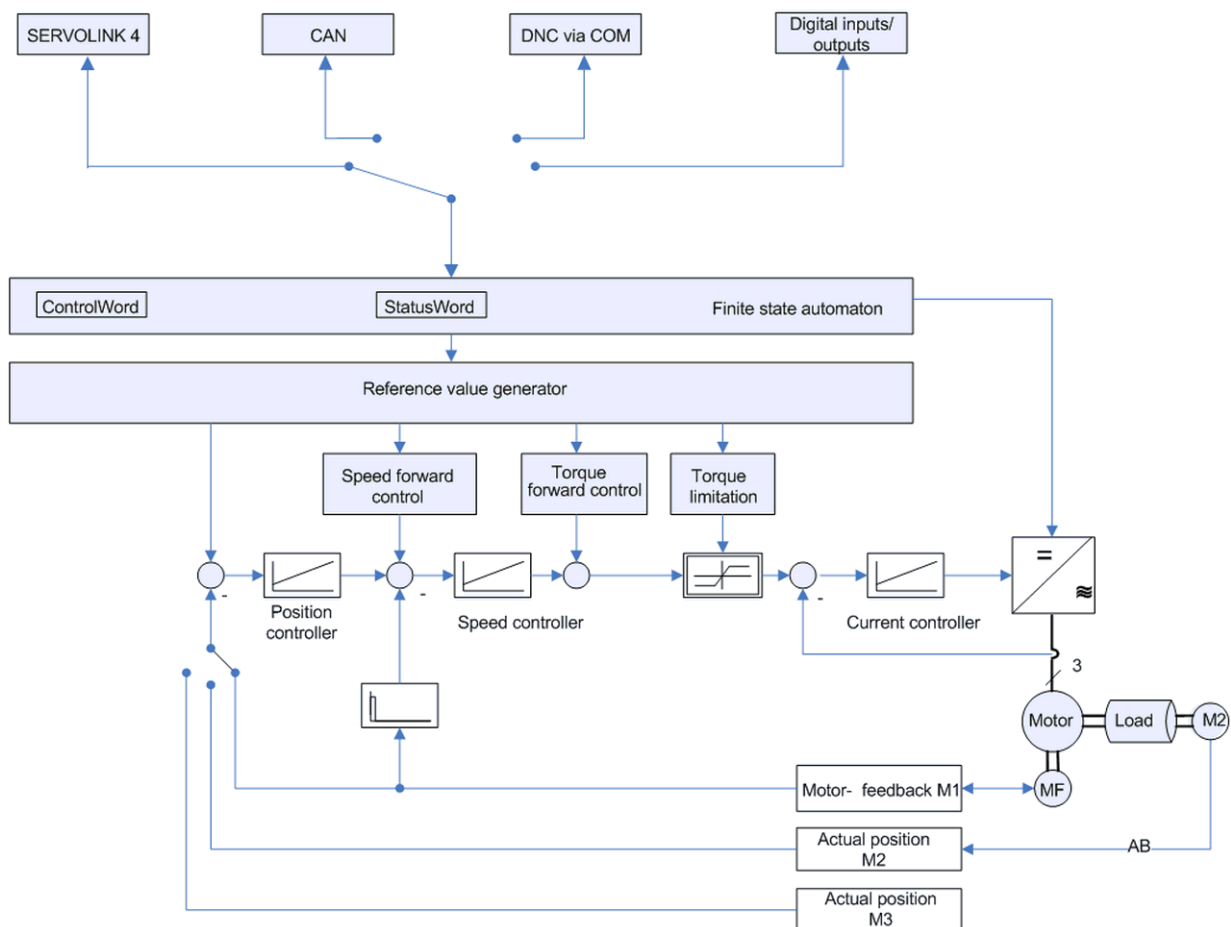 SERVOLINK 4
CAN
DNC via COM
Digital inputs/
outputs
ControlWord
StatusWord
Finite state automaton
Reference value generator
Speed forward
control
Torque
forward control
Torque
limitation
=
≋
-
-
-
Position
controller
Speed controller
Current controller
3
Motor
Load
M2
Motor- feedback M1
MF
Actual position
M2
AB
Actual position
M3